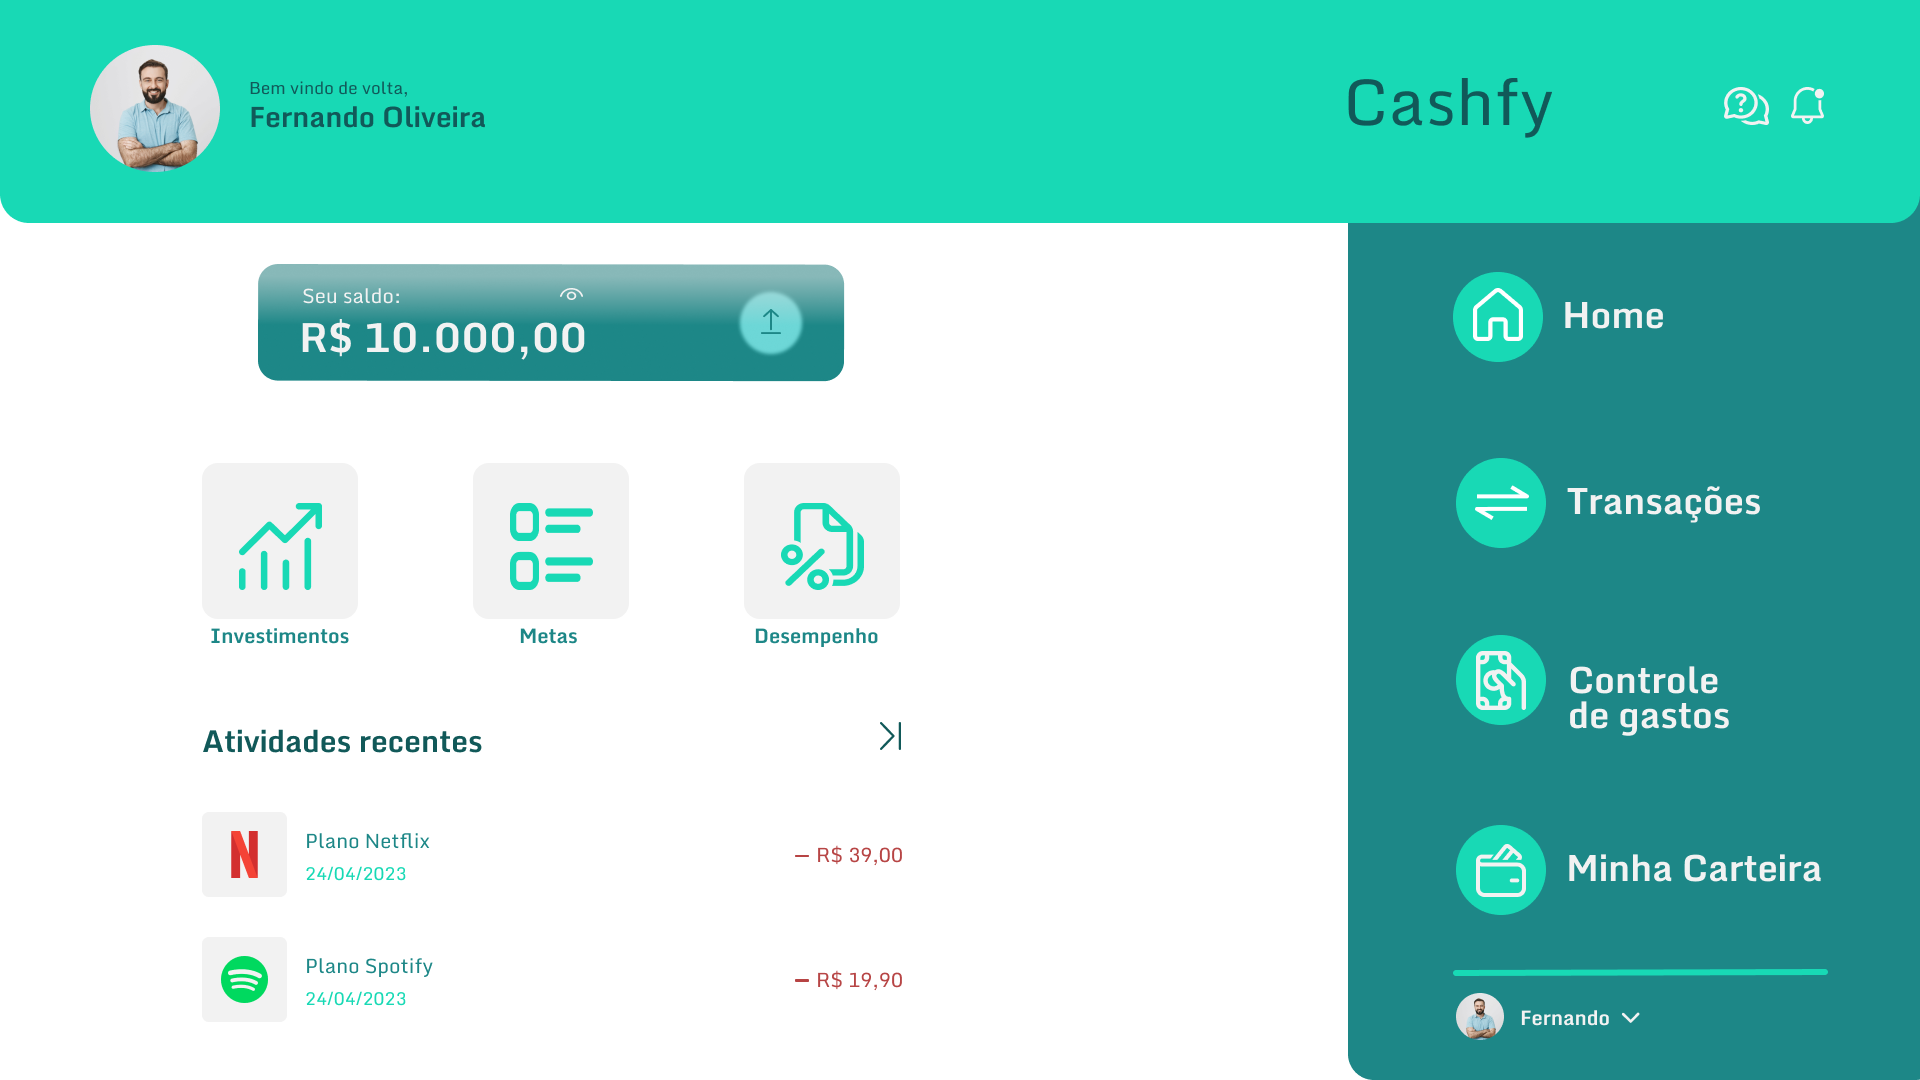 Bem vindo de volta,
Fernando Oliveira
Cashfy
Seu saldo:
R$ 10.000,00
Investimentos
Metas
Desempenho
Atividades recentes
Plano Netflix
24/04/2023
— R$ 39,00
Plano Spotify
24/04/2023
— R$ 19,90
Home
Transações
Controle
de gastos
Minha Carteira
Fernando